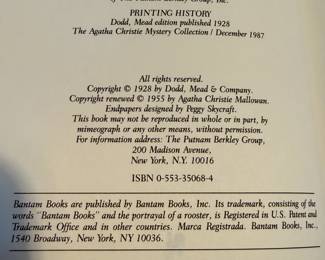 by The Putnam Berkley Group, Inc.
PRINTING HISTORY
Dodd, Mead edition published 1928
The Agatha Christie Mystery Collection / December 1987
All rights reserved.
Copyright © 1928 by Dodd, Mead & Company.
Copyright renewed © 1955 by Agatha Christie Mallowan.
Endpapers designed by Peggy Skycraft.
This book may not be reproduced in whole or in part, by
mimeograph or any other means, without permission.
For information address: The Putnam Berkley Group,
200 Madison Avenue,
New York, N.Y. 10016
ISBN 0-553-35068-4
Bantam Books are published by Bantam Books, Inc. Its trademark, consisting of the
words "Bantam Books" and the portrayal of a rooster, is Registered in U.S. Patent and
Trademark Office and in other countries. Marca Registrada. Bantam Books, Inc.,
1540 Broadway, New York, NY 10036.